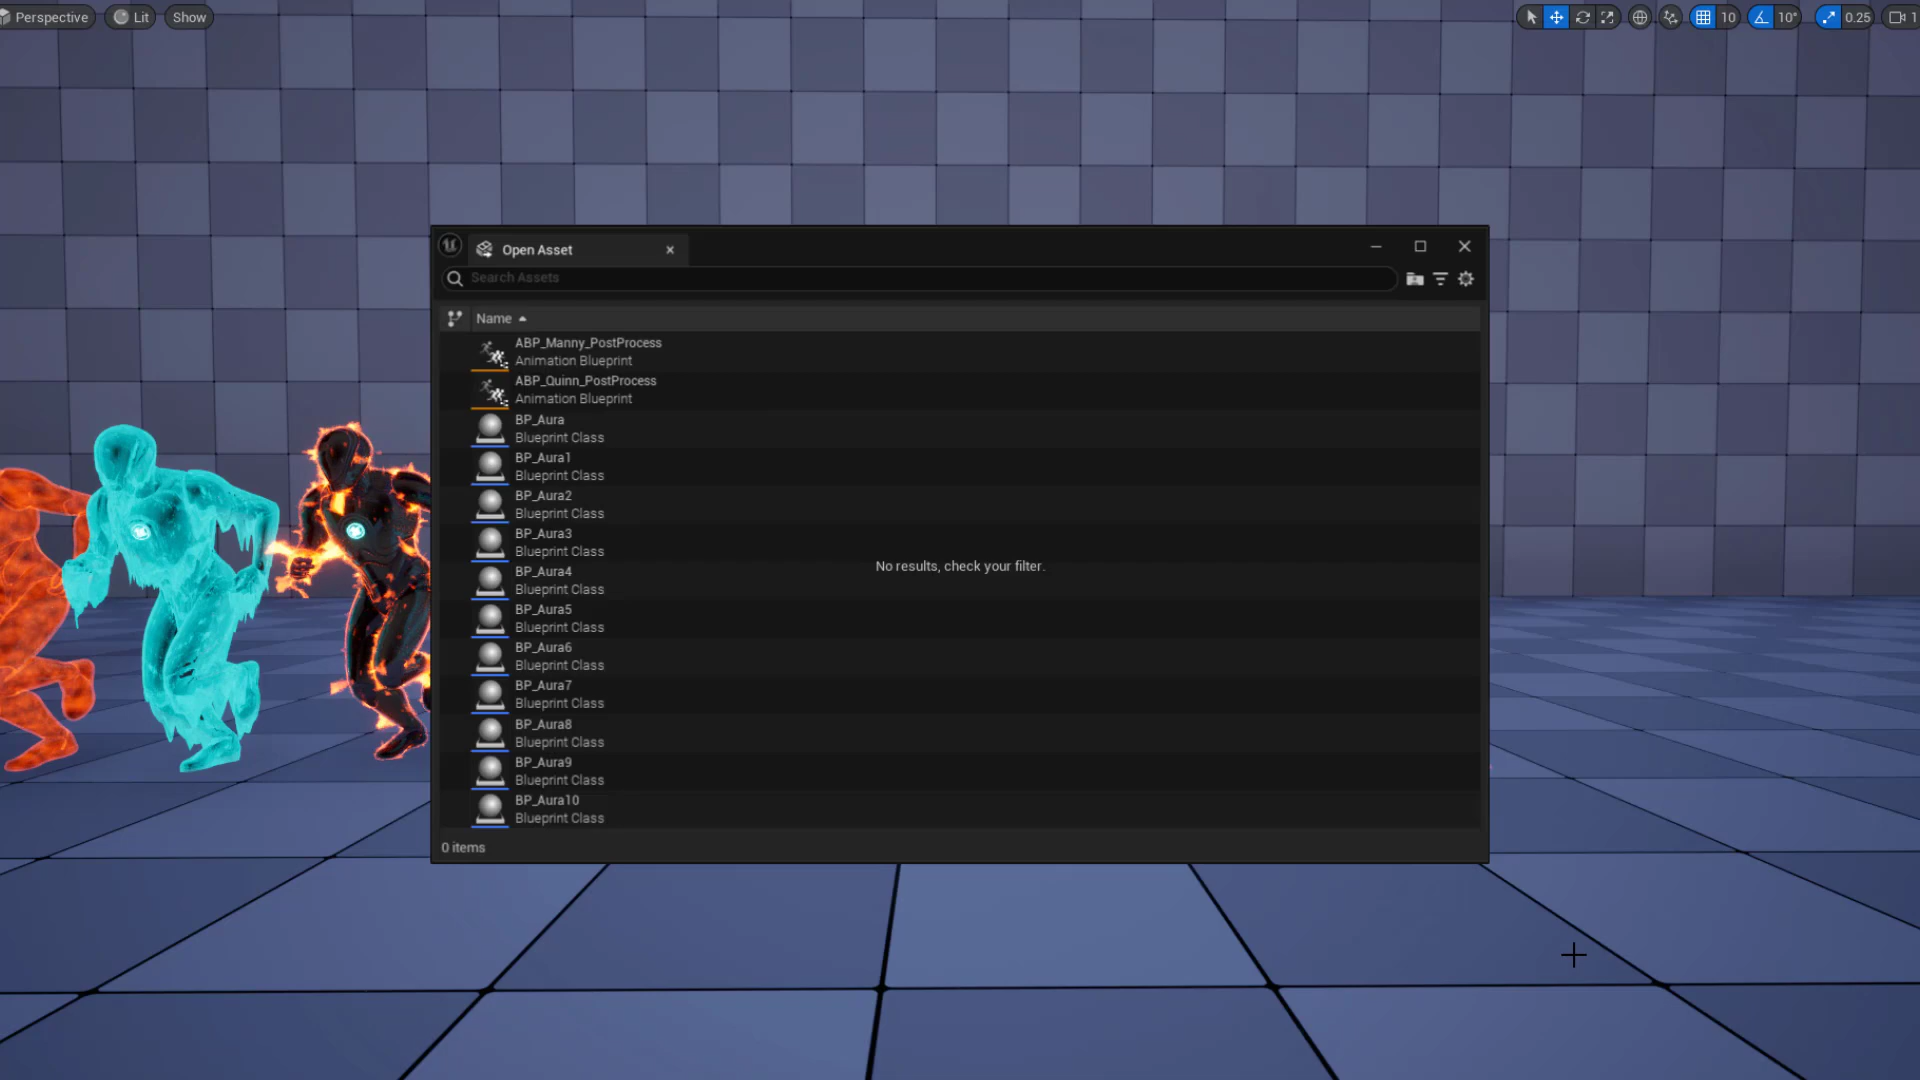 Perspective
Lit
Show
10
10°
0.25
1
Open Asset
Search Assets
Name
ABP_Manny_PostProcess
Animation Blueprint
ABP_Quinn_PostProcess
Animation Blueprint
BP_Aura
Blueprint Class
BP_Aura1
Blueprint Class
BP_Aura2
Blueprint Class
BP_Aura3
Blueprint Class
BP_Aura4
Blueprint Class
BP_Aura5
Blueprint Class
BP_Aura6
Blueprint Class
BP_Aura7
Blueprint Class
BP_Aura8
Blueprint Class
BP_Aura9
Blueprint Class
BP_Aura10
Blueprint Class
No results, check your filter.
0 items